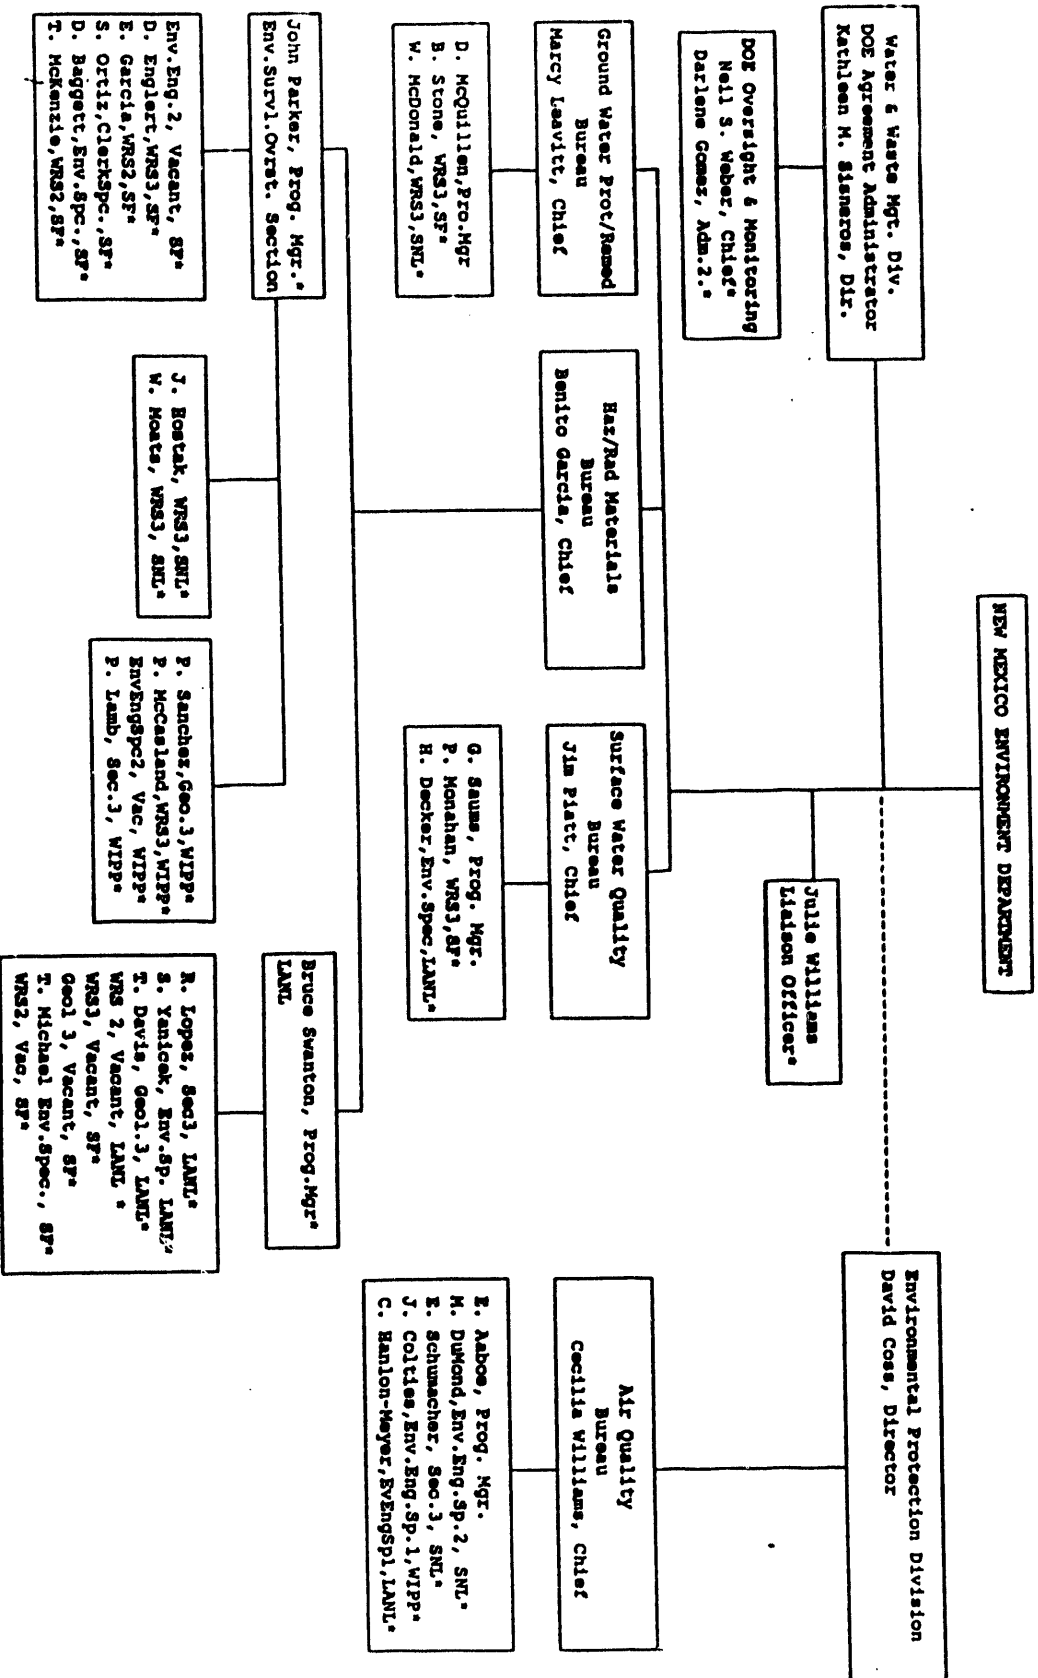 NEW MEXICO ENVIRONMENT DEPARTMENT
Water & Waste Mgt. Div.
DOE Agreement Administrator
Kathleen M. Sisneros, Dir.
Environmental Protection Division
David Coss, Director
Julie Williams
Liaison Officer*
DOE Oversight & Monitoring
Neil S. Weber, Chief*
Darlene Gomez, Adm.2.*
Ground Water Prot/Remed
Bureau
Marcy Leavitt, Chief
Haz/Rad Materials
Bureau
Benito Garcia, Chief
Surface Water Quality
Bureau
Jim Piatt, Chief
Air Quality
Bureau
Cecilia Williams, Chief
D. McQuillen,Pro.Mgr
B. Stone, WRS3,SF*
W. McDonald,WRS3,SNL*
G. Saums, Prog. Mgr.
P. Monahan, WRS3,SF*
H. Decker,Env.Spec,LANL*
E. Aaboe, Prog. Mgr.
M. DuMond,Env.Eng.Sp.2, SNL*
E. Schumacher, Sec.3, SNL*
J. Colties,Env.Eng.Sp.1,WIPP*
C. Hanlon-Meyer,EvEngSp1,LANL*
John Parker, Prog. Mgr.*
Env.Survl.Ovrst. Section
Bruce Swanton, Prog.Mgr*
LANL
Env.Eng.2, Vacant, SF*
D. Englert,WRS3,SF*
E. Garcia,WRS2,SF*
S. Ortiz,ClerkSpc.,SF*
D. Baggett,Env.Spc.,SF*
T. McKenzie,WRS2,SF*
J. Rostak, WRS3,SNL*
W. Moats, WRS3, SNL*
P. Sanchez,Geo.3,WIPP*
P. McCasland,WRS3,WIPP*
EnvEngSpc2, Vac, WIPP*
P. Lamb, Sec.3, WIPP*
R. Lopez, Sec3, LANL*
S. Yanicek, Env.Sp. LANL*
T. Davis, Geol.3, LANL*
WRS 2, Vacant, LANL *
WRS3, Vacant, SF*
Geol 3, Vacant, SF*
T. Michael Env.Spec., SF*
WRS2, Vac, SF*